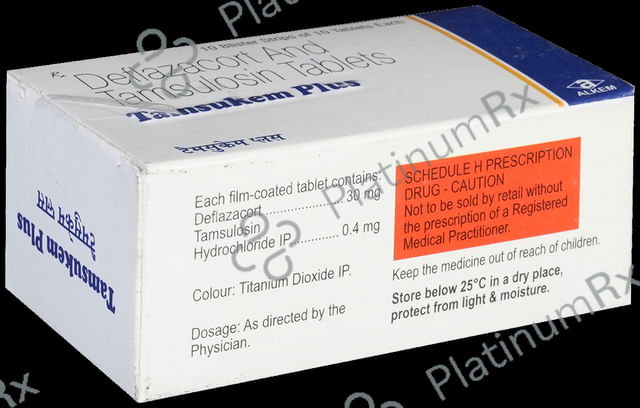 10 Blister Strips of 10 Tablets Each
Rx
Deflazacort And
Tamsulosin Tablets
Tamsukem Plus
टेमसुकेम प्लस
ALKEM
Each film-coated tablet contains:
Deflazacort .................. 30 mg
Tamsulosin
Hydrochloride IP............ 0.4 mg
Colour: Titanium Dioxide IP.
Dosage: As directed by the
Physician.
SCHEDULE H PRESCRIPTION
DRUG - CAUTION
Not to be sold by retail without
the prescription of a Registered
Medical Practitioner.
Keep the medicine out of reach of children.
Store below 25°C in a dry place,
protect from light & moisture.
Tamsukem Plus
टेमसुकेम प्लस
PlatinumRx
PlatinumRx
PlatinumRx
PlatinumRx